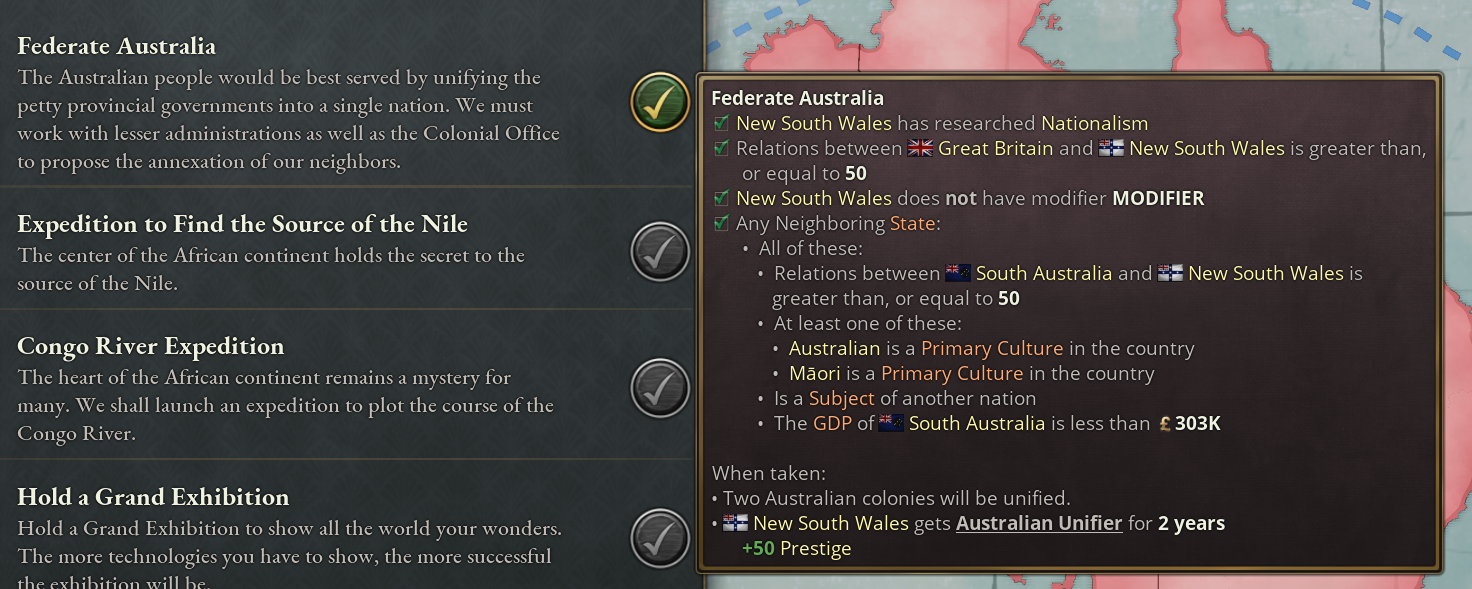 Federate Australia
The Australian people would be best served by unifying the
petty provincial governments into a single nation. We must
work with lesser administrations as well as the Colonial Office
to propose the annexation of our neighbors.
Expedition to Find the Source of the Nile
The center of the African continent holds the secret to the
source of the Nile.
Congo River Expedition
The heart of the African continent remains a mystery for
many. We shall launch an expedition to plot the course of the
Congo River.
Hold a Grand Exhibition
Hold a Grand Exhibition to show all the world your wonders.
The more technologies you have to show, the more successful
the exhibition will be.
Federate Australia
New South Wales has researched Nationalism
Relations between Great Britain and New South Wales is greater than,
or equal to 50
New South Wales does not have modifier MODIFIER
Any Neighboring State:
• All of these:
• Relations between South Australia and New South Wales is
greater than, or equal to 50
• At least one of these:
• Australian is a Primary Culture in the country
• Māori is a Primary Culture in the country
• Is a Subject of another nation
• The GDP of South Australia is less than £303K
When taken:
• Two Australian colonies will be unified.
• New South Wales gets Australian Unifier for 2 years
+50 Prestige